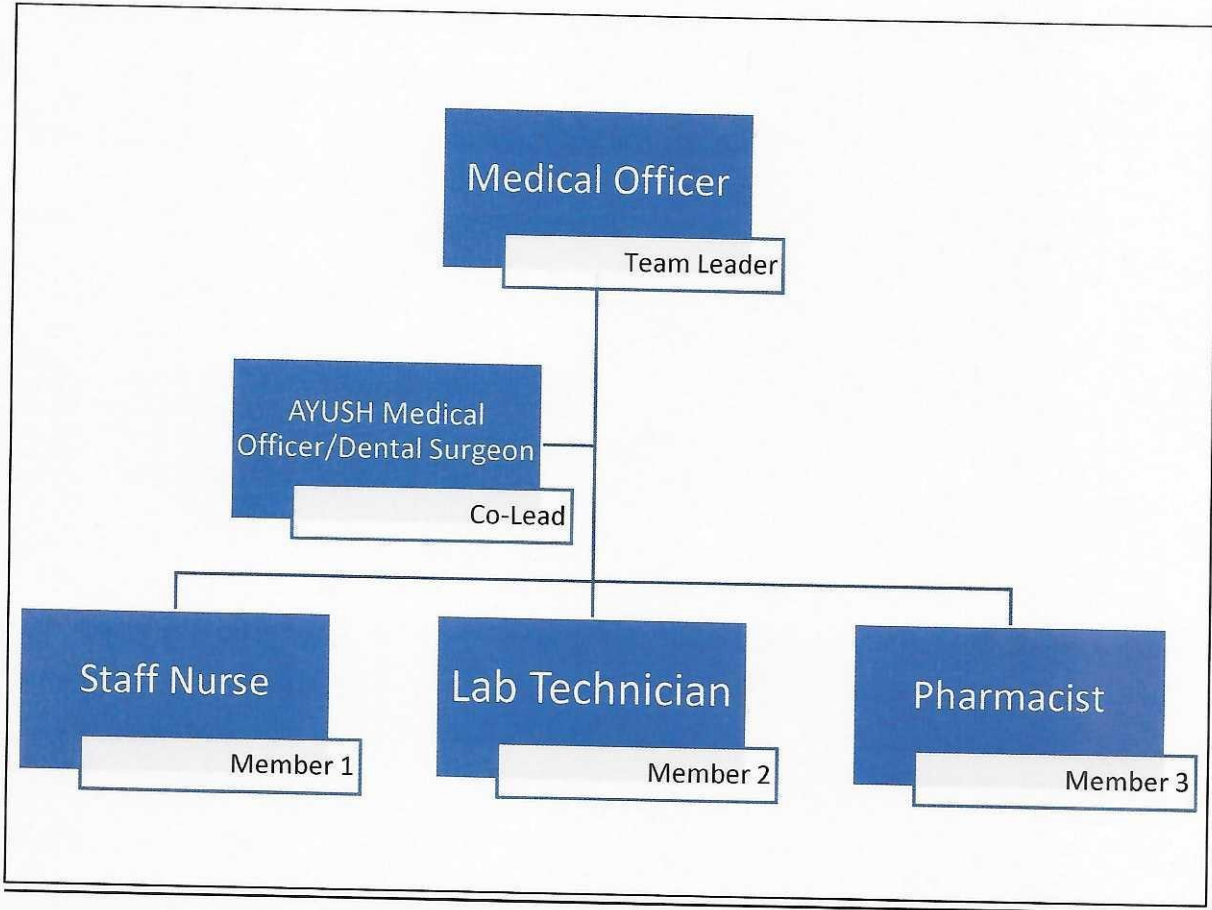 Medical Officer
Team Leader
AYUSH Medical
Officer/Dental Surgeon
Co-Lead
Staff Nurse
Member 1
Lab Technician
Member 2
Pharmacist
Member 3